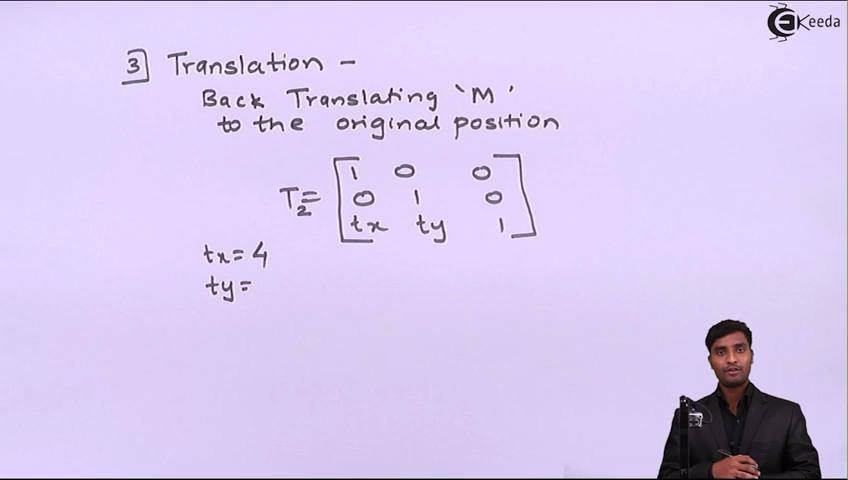 EKeeda
3] Translation -
Back Translating 'M'
to the original position
T2= [1 0 0
0 1 0
tx ty 1]
tx= 4
ty=